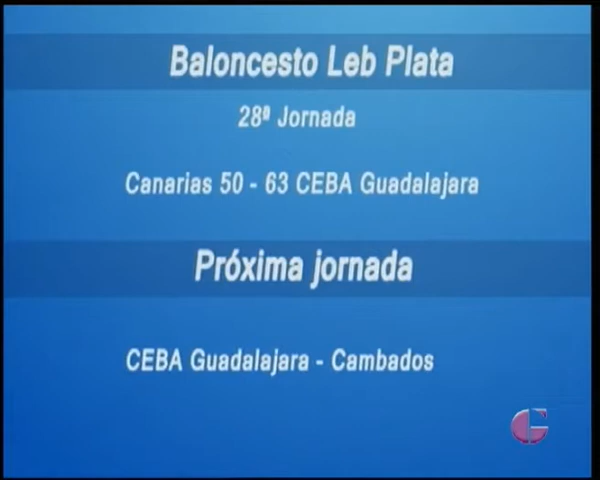 Baloncesto Leb Plata
28ª Jornada
Canarias 50 - 63 CEBA Guadalajara
Próxima jornada
CEBA Guadalajara - Cambados